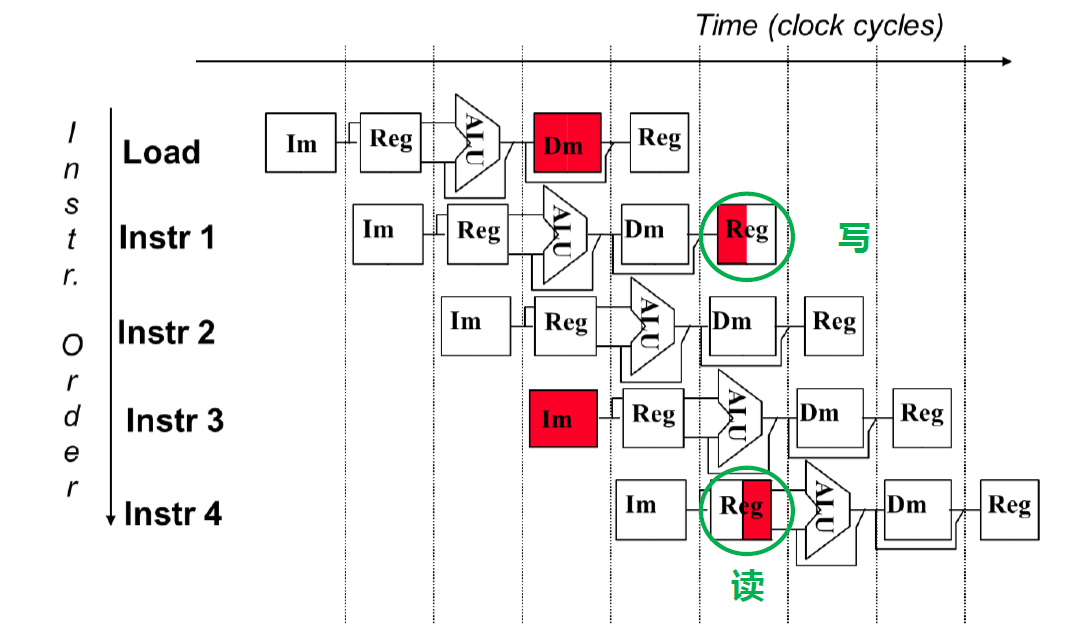 Time (clock cycles)
Instr. Order
Load
Im Reg ALU Dm Reg
Instr 1
Im Reg ALU Dm Reg
写
Instr 2
Im Reg ALU Dm Reg
Instr 3
Im Reg ALU Dm Reg
Instr 4
Im Reg ALU Dm Reg
读